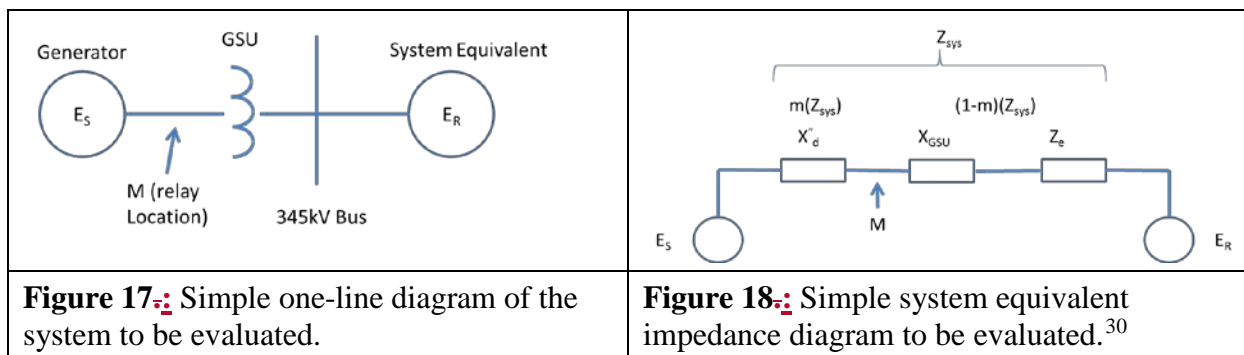 Generator
GSU
System Equivalent
E_S
E_R
M (relay
Location)
345kV Bus
Z_sys
m(Z_sys)
(1-m)(Z_sys)
X"_d
X_GSU
Z_e
M
E_S
E_R
Figure 17.: Simple one-line diagram of the
system to be evaluated.
Figure 18.: Simple system equivalent
impedance diagram to be evaluated.30